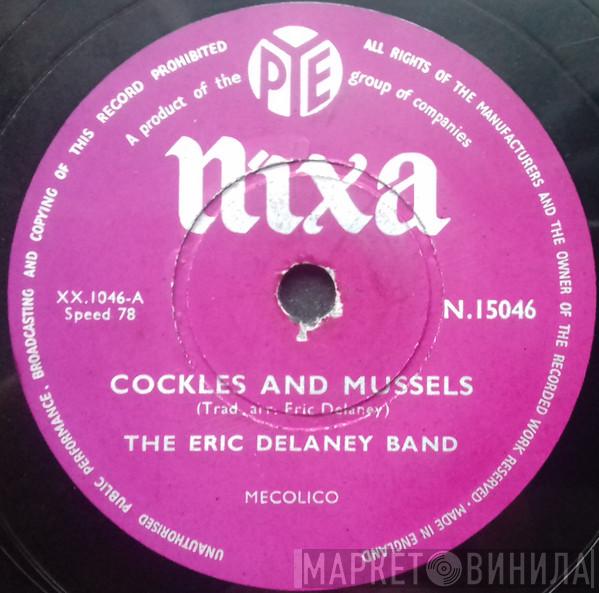 UNAUTHORISED PUBLIC PERFORMANCE, BROADCASTING AND COPYING OF THIS RECORD PROHIBITED
ALL RIGHTS OF THE MANUFACTURERS AND THE OWNER OF THE RECORDED WORK RESERVED · MADE IN ENGLAND
A product of the
PYE
group of companies
nixa
XX.1046-A
Speed 78
N.15046
COCKLES AND MUSSELS
(Trad. arr. Eric Delaney)
THE ERIC DELANEY BAND
MECOLICO
МАРКЕТ ВИНИЛА